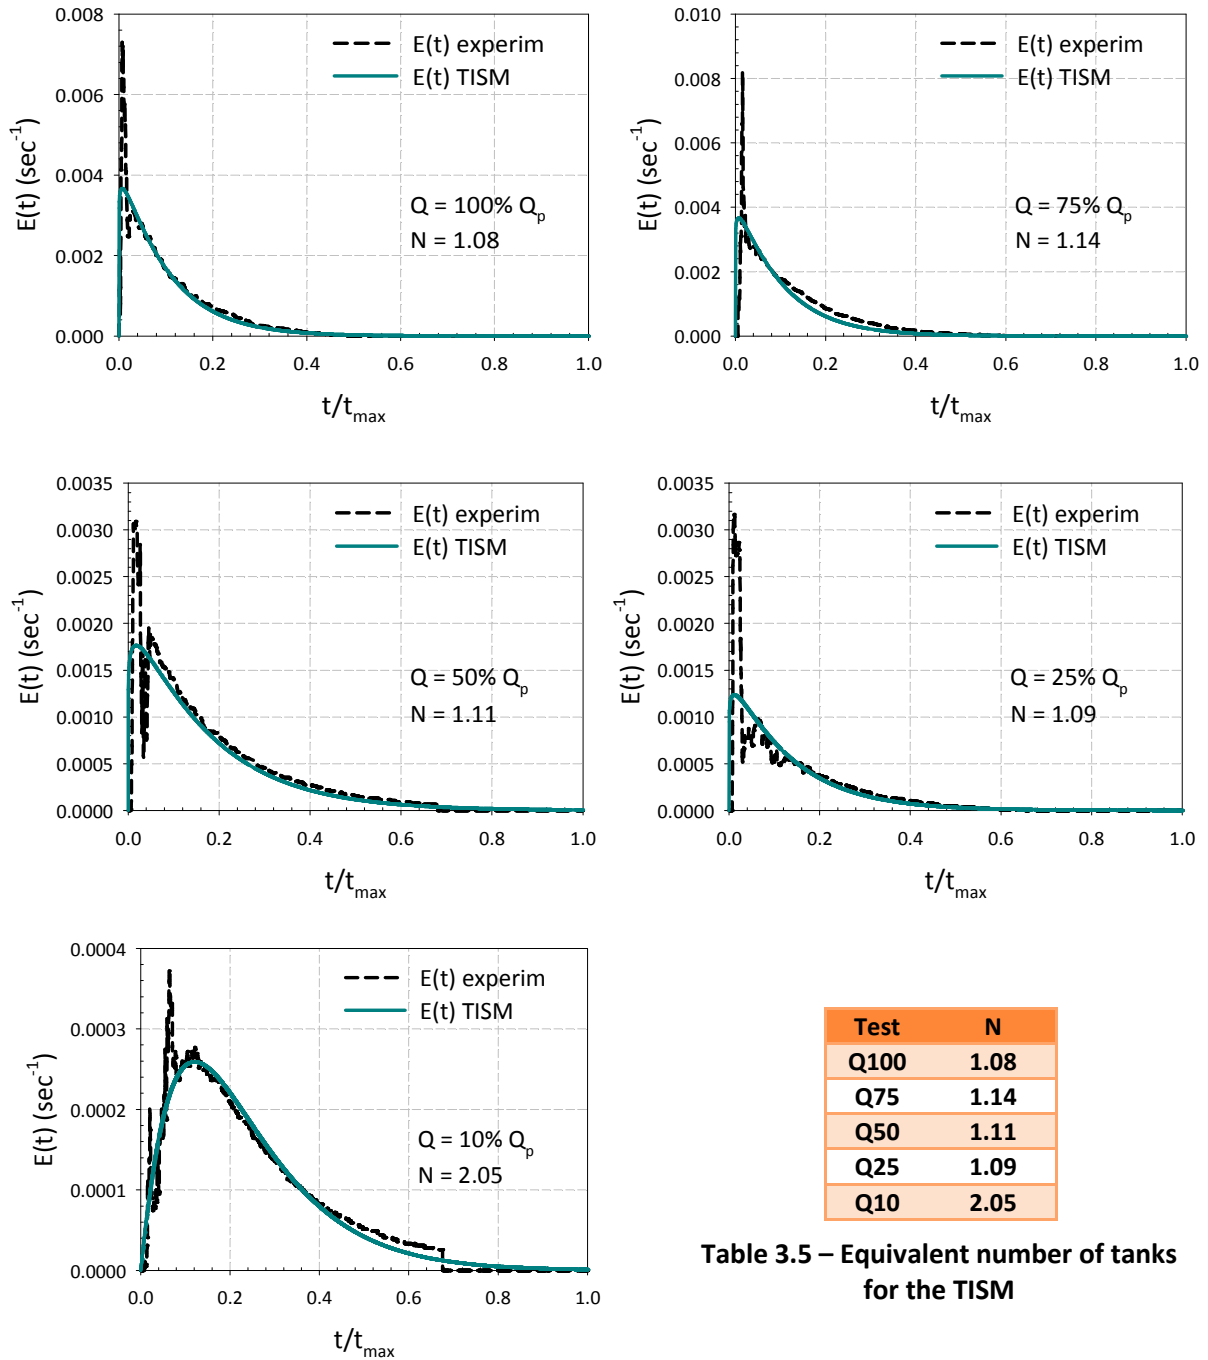 0.008
0.006
0.004
0.002
0.000
E(t) (sec-1)
E(t) experim
E(t) TISM
Q = 100% Qp
N = 1.08
0.0 0.2 0.4 0.6 0.8 1.0
t/tmax
0.010
0.008
0.006
0.004
0.002
0.000
E(t) (sec-1)
E(t) experim
E(t) TISM
Q = 75% Qp
N = 1.14
0.0 0.2 0.4 0.6 0.8 1.0
t/tmax
0.0035
0.0030
0.0025
0.0020
0.0015
0.0010
0.0005
0.0000
E(t) (sec-1)
E(t) experim
E(t) TISM
Q = 50% Qp
N = 1.11
0.0 0.2 0.4 0.6 0.8 1.0
t/tmax
0.0035
0.0030
0.0025
0.0020
0.0015
0.0010
0.0005
0.0000
E(t) (sec-1)
E(t) experim
E(t) TISM
Q = 25% Qp
N = 1.09
0.0 0.2 0.4 0.6 0.8 1.0
t/tmax
0.0004
0.0003
0.0002
0.0001
0.0000
E(t) (sec-1)
E(t) experim
E(t) TISM
Q = 10% Qp
N = 2.05
0.0 0.2 0.4 0.6 0.8 1.0
t/tmax
Test N
Q100 1.08
Q75 1.14
Q50 1.11
Q25 1.09
Q10 2.05
Table 3.5 – Equivalent number of tanks
for the TISM